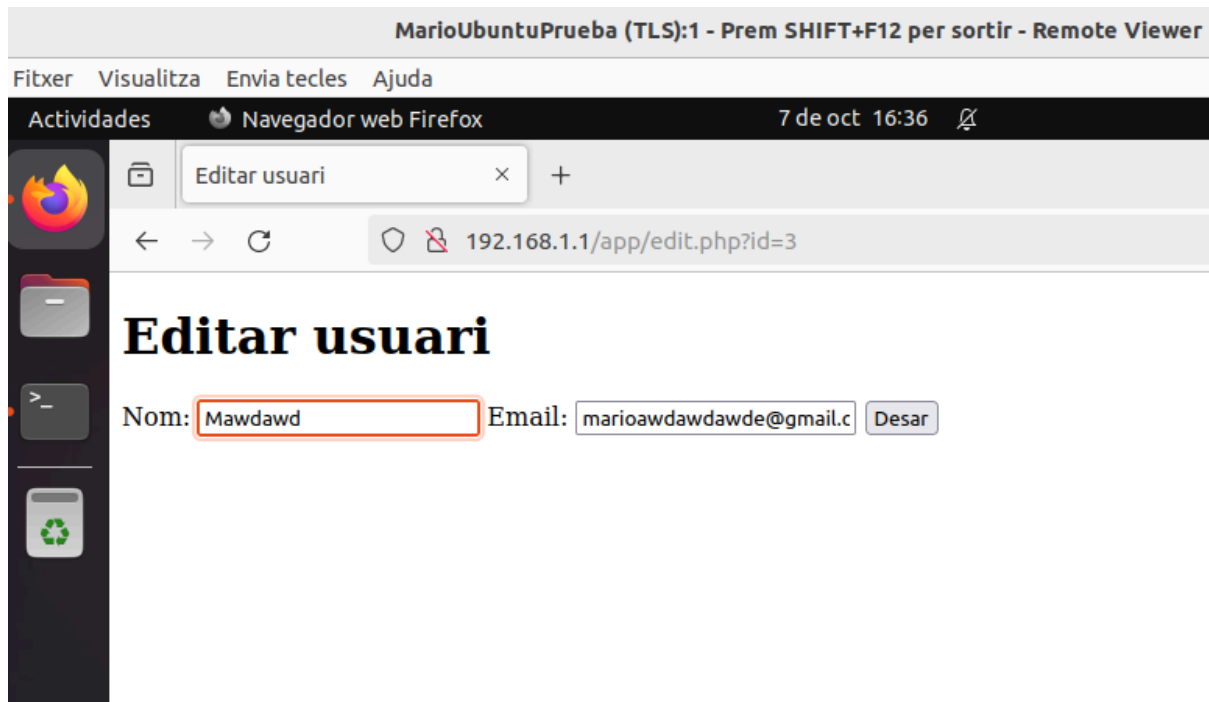 MarioUbuntuPrueba (TLS):1 - Prem SHIFT+F12 per sortir - Remote Viewer
Fitxer Visualitza Envia tecles Ajuda
Actividades Navegador web Firefox 7 de oct 16:36
Editar usuari
192.168.1.1/app/edit.php?id=3
Editar usuari
Nom: Mawdawd Email: marioawdawdawde@gmail.c Desar